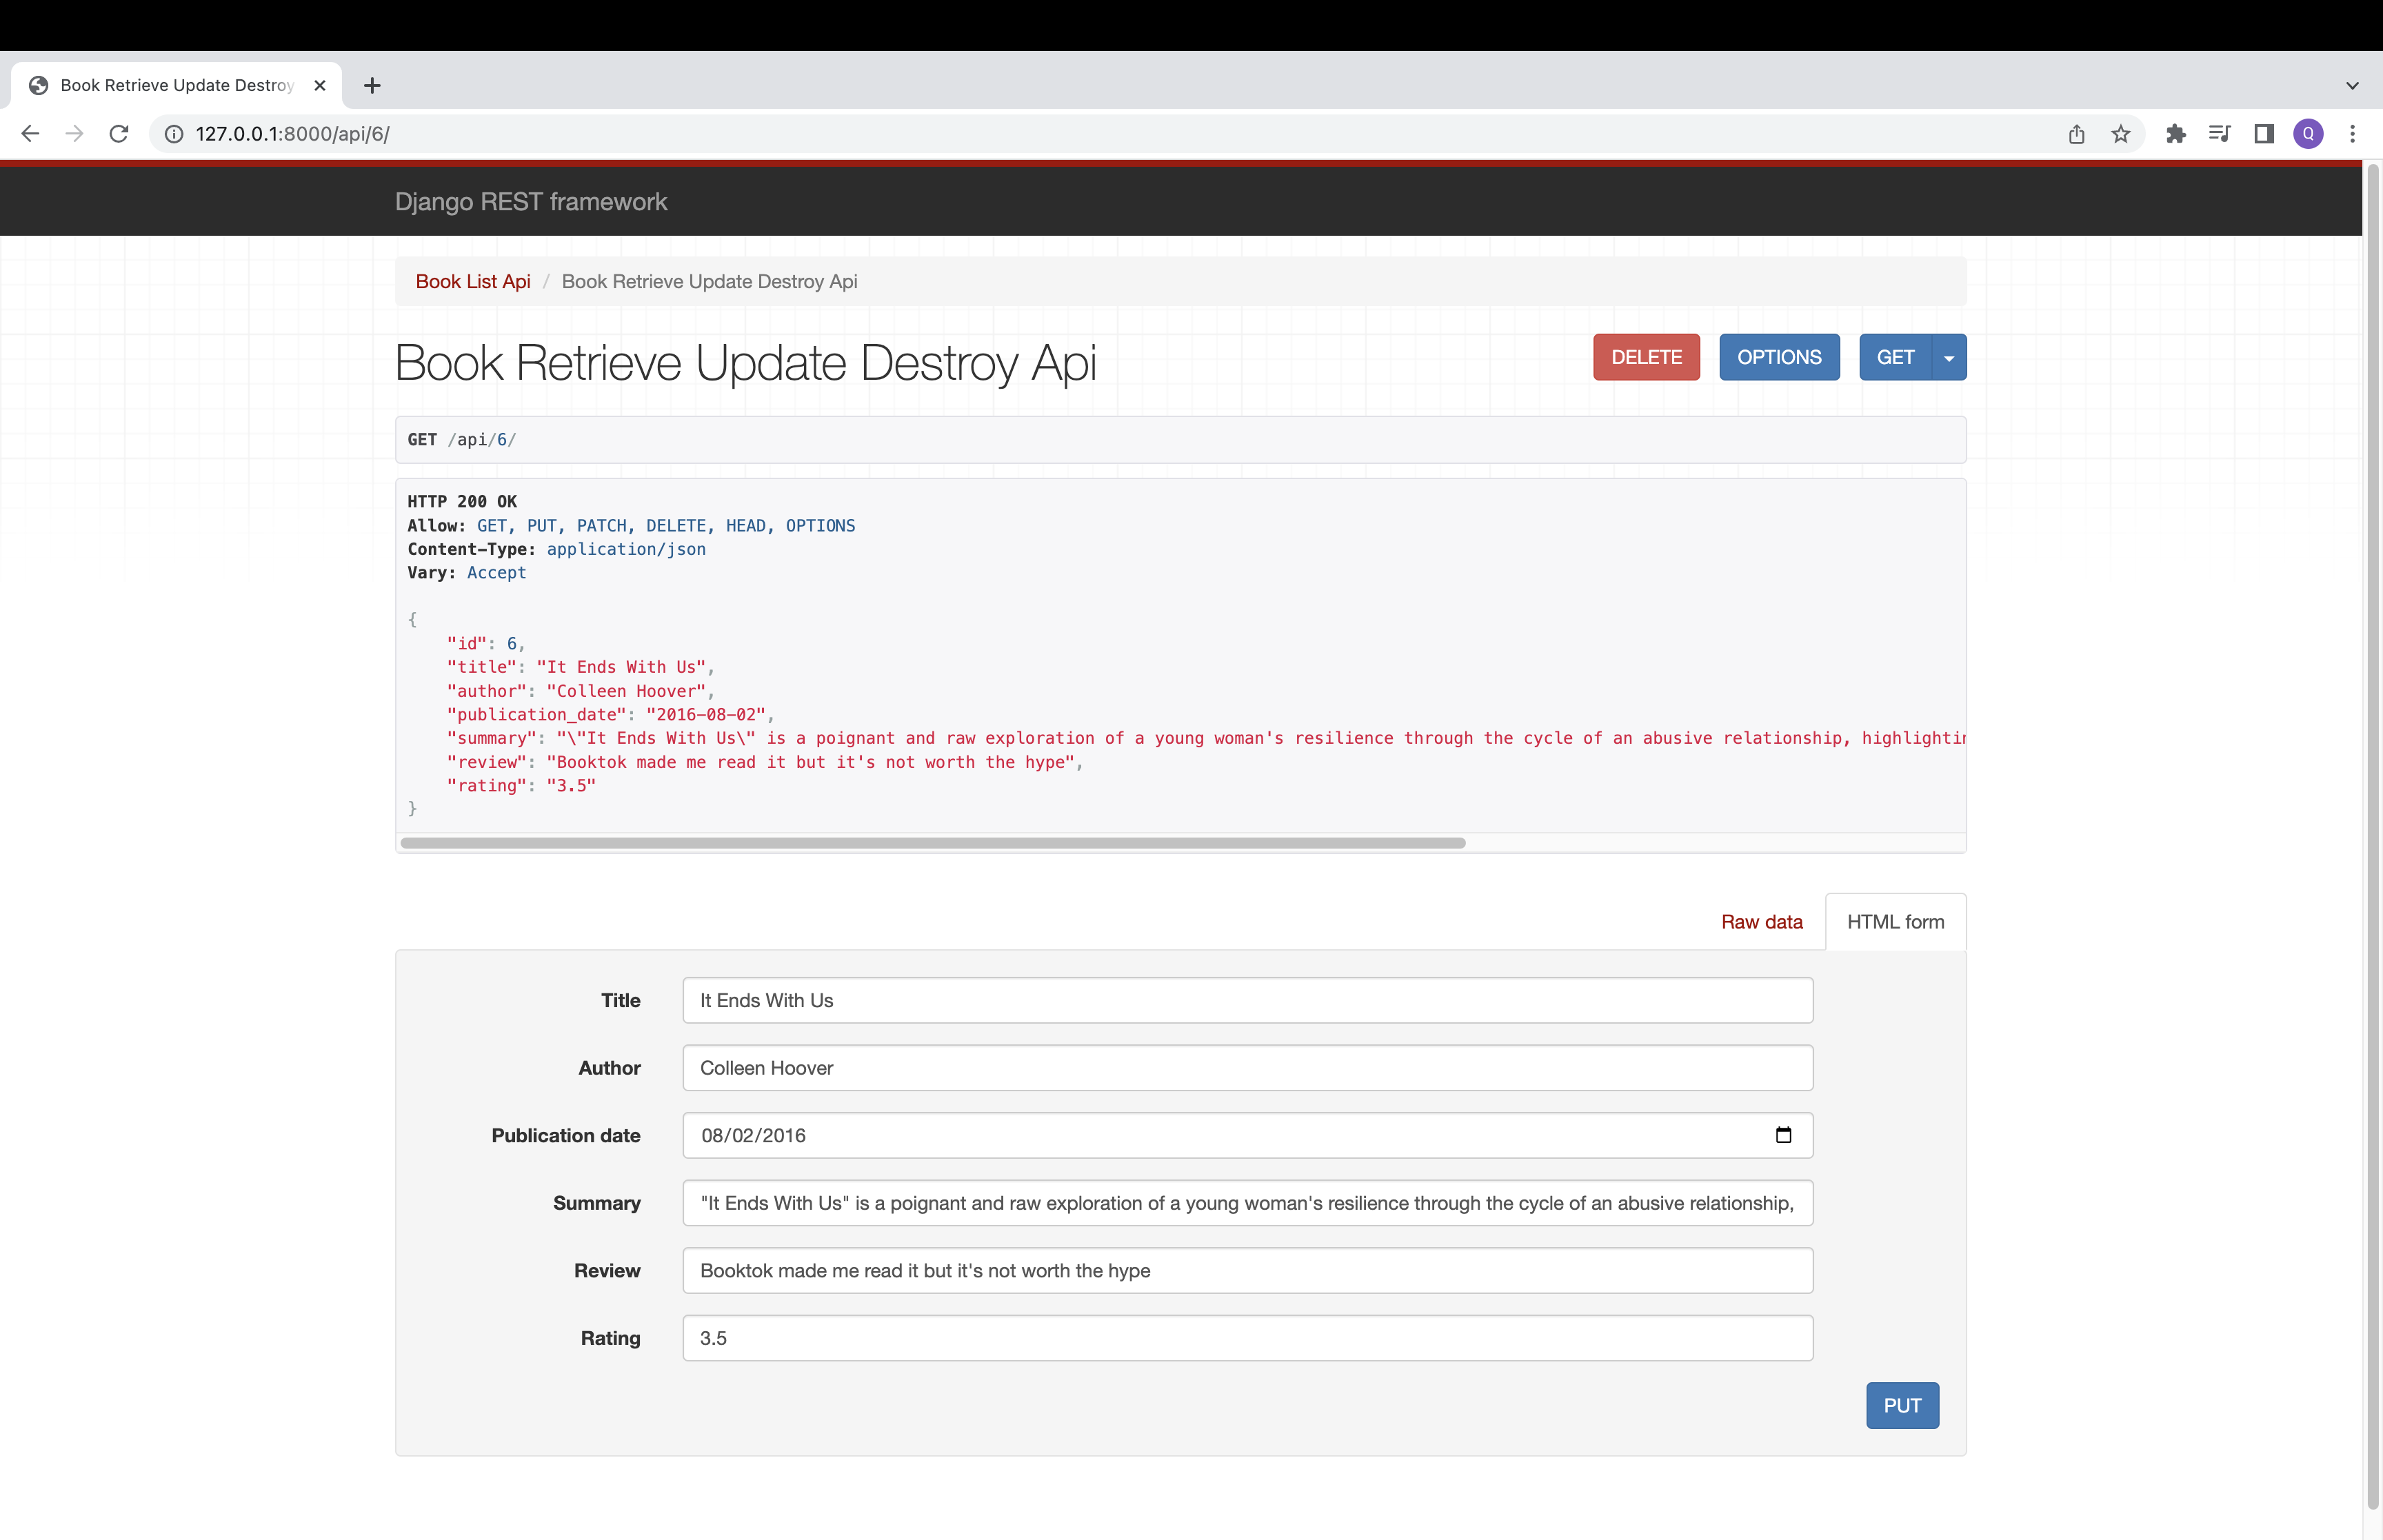 Book Retrieve Update Destroy
127.0.0.1:8000/api/6/
Q
Django REST framework
Book List Api / Book Retrieve Update Destroy Api
Book Retrieve Update Destroy Api
DELETE
OPTIONS
GET
GET /api/6/
HTTP 200 OK
Allow: GET, PUT, PATCH, DELETE, HEAD, OPTIONS
Content-Type: application/json
Vary: Accept
{
"id": 6,
"title": "It Ends With Us",
"author": "Colleen Hoover",
"publication_date": "2016-08-02",
"summary": "\"It Ends With Us\" is a poignant and raw exploration of a young woman's resilience through the cycle of an abusive relationship,
"review": "Booktok made me read it but it's not worth the hype",
"rating": "3.5"
}
Raw data
HTML form
Title
It Ends With Us
Author
Colleen Hoover
Publication date
08/02/2016
Summary
"It Ends With Us" is a poignant and raw exploration of a young woman's resilience through the cycle of an abusive relationship,
Review
Booktok made me read it but it's not worth the hype
Rating
3.5
PUT